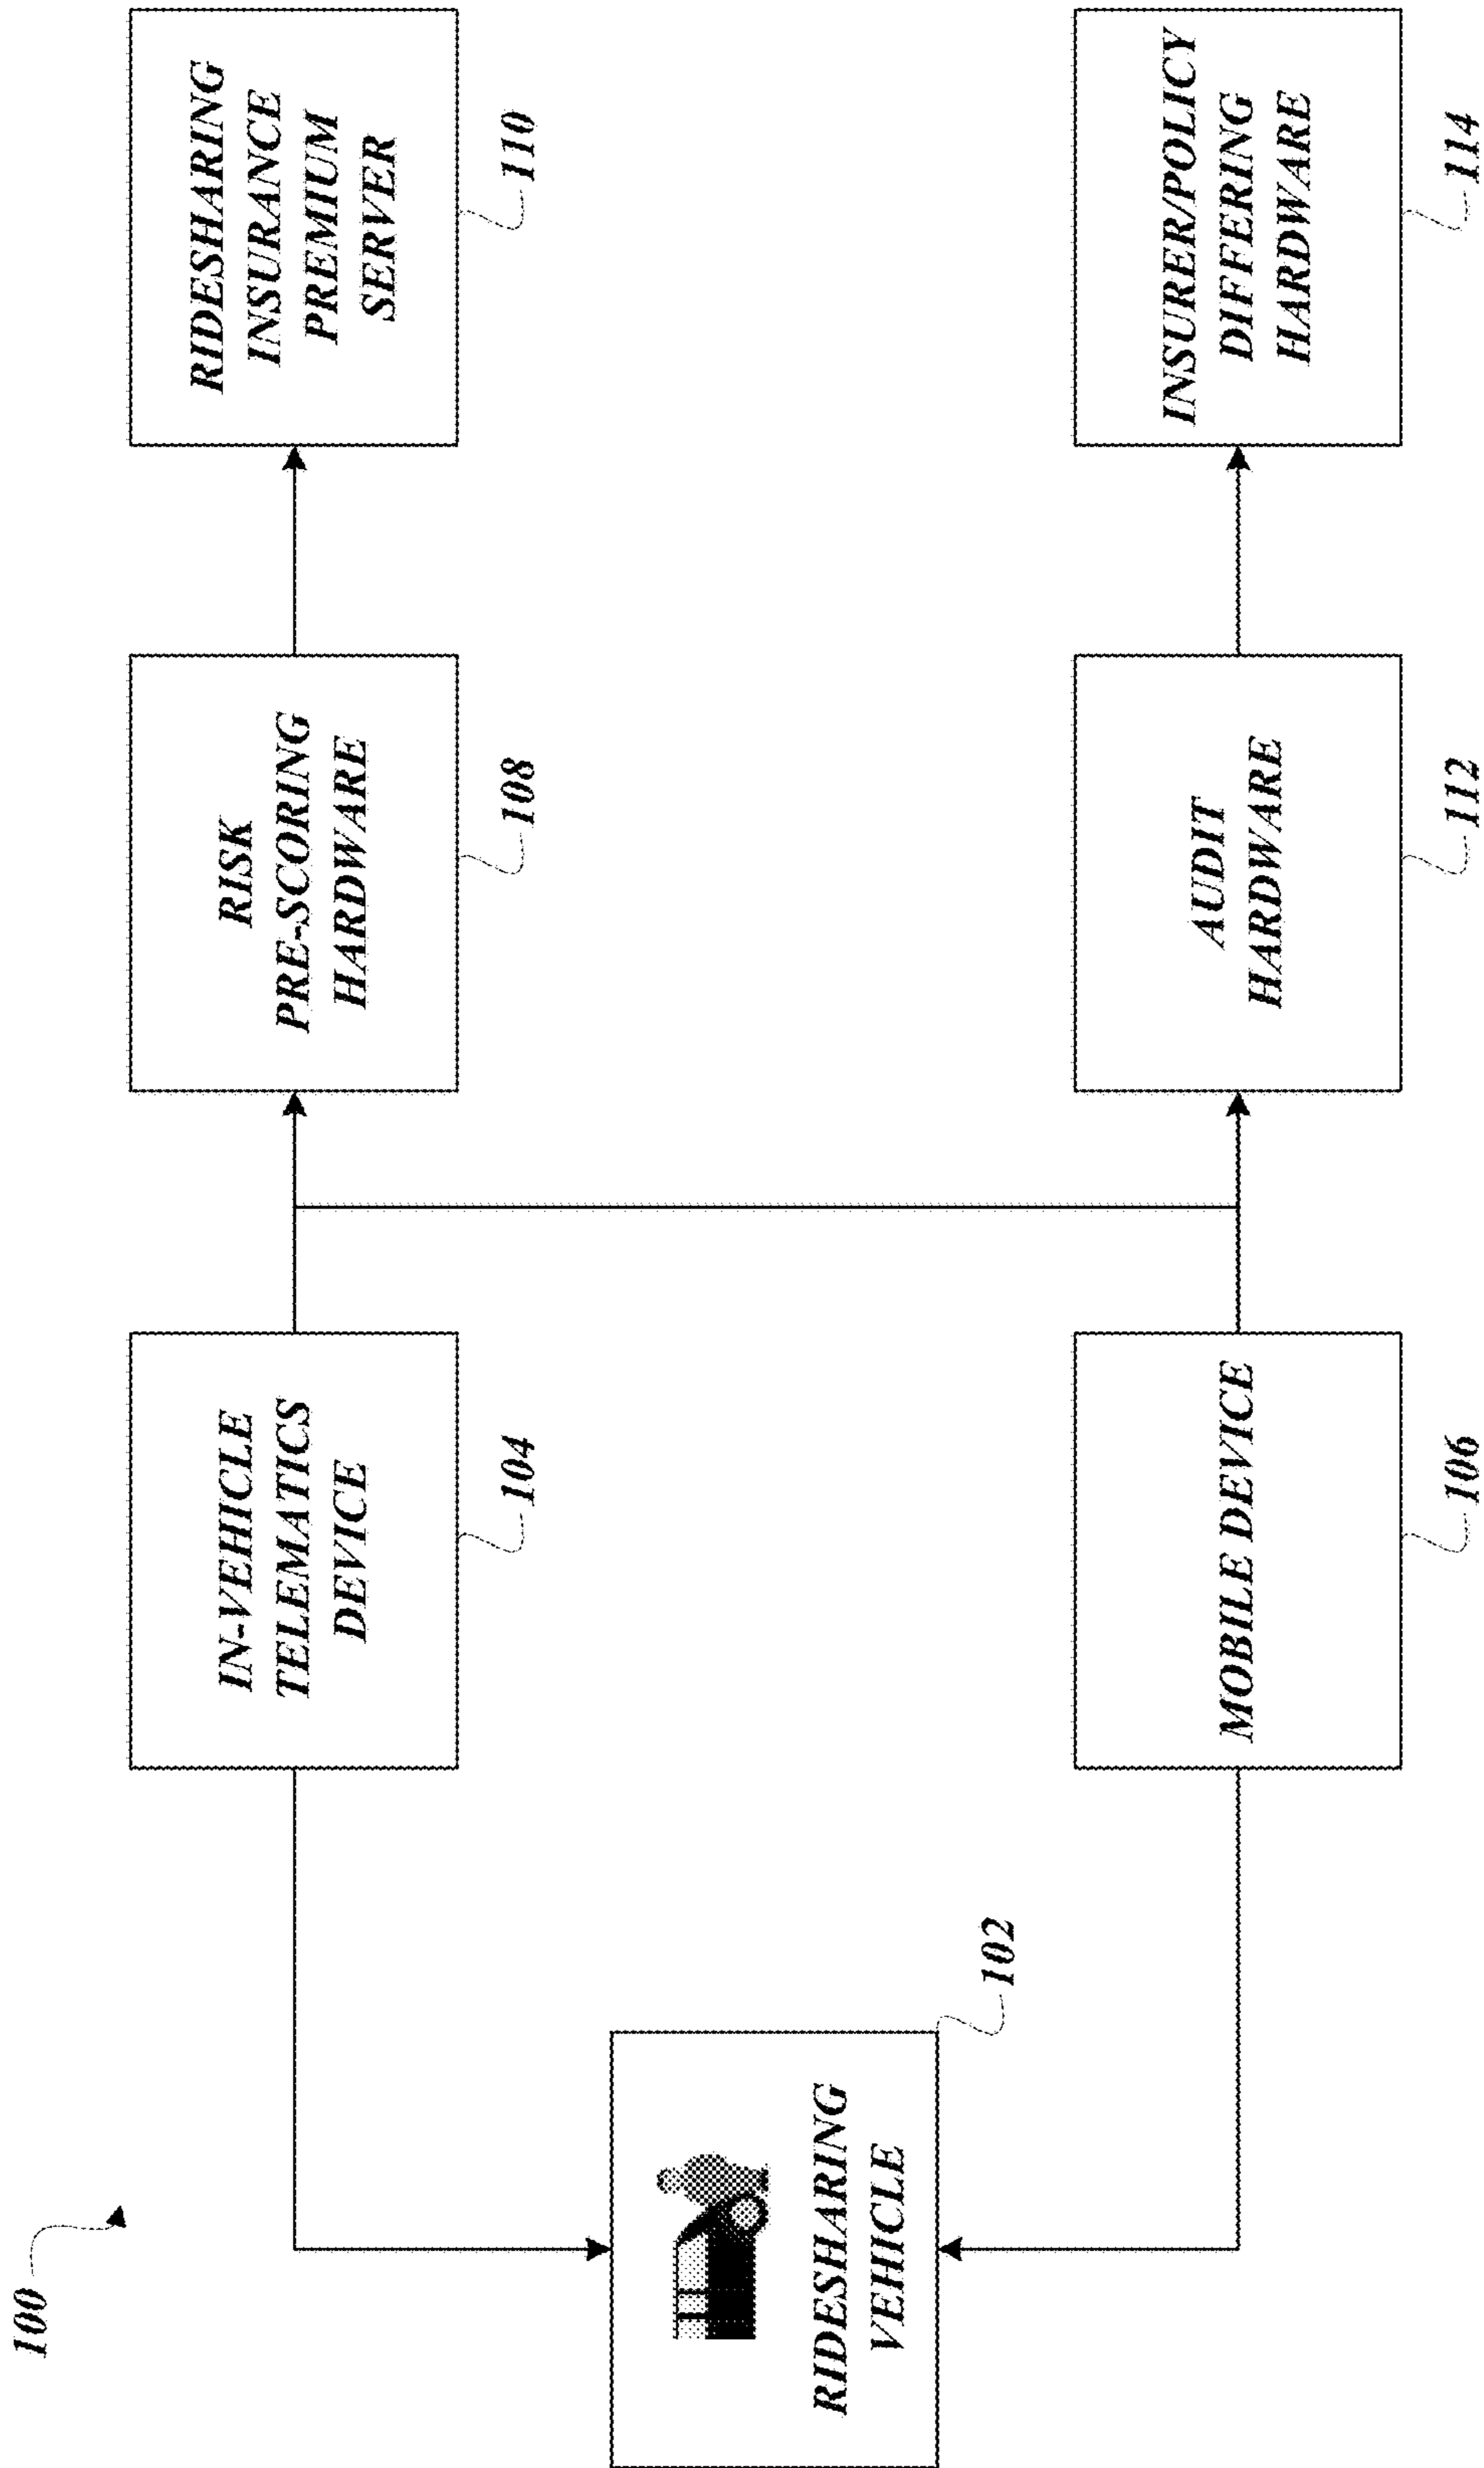 100
RIDESHARING
VEHICLE
102
IN-VEHICLE
TELEMATICS
DEVICE
104
RISK
PRE-SCORING
HARDWARE
108
RIDESHARING
INSURANCE
PREMIUM
SERVER
110
MOBILE DEVICE
106
AUDIT
HARDWARE
112
INSURER/POLICY
DIFFERING
HARDWARE
114